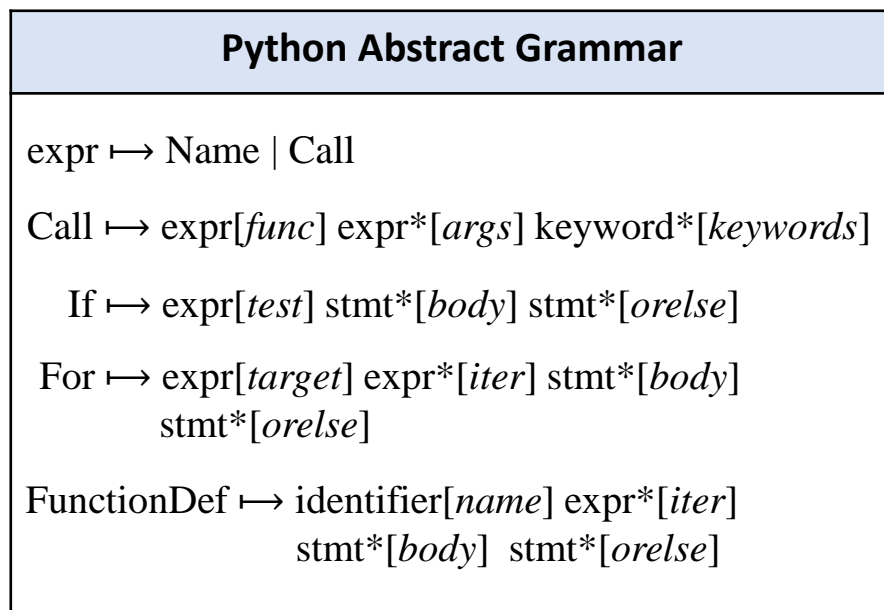 Python Abstract Grammar
expr ⟼ Name | Call
Call ⟼ expr[func] expr*[args] keyword*[keywords]
If ⟼ expr[test] stmt*[body] stmt*[orelse]
For ⟼ expr[target] expr*[iter] stmt*[body]
stmt*[orelse]
FunctionDef ⟼ identifier[name] expr*[iter]
stmt*[body] stmt*[orelse]